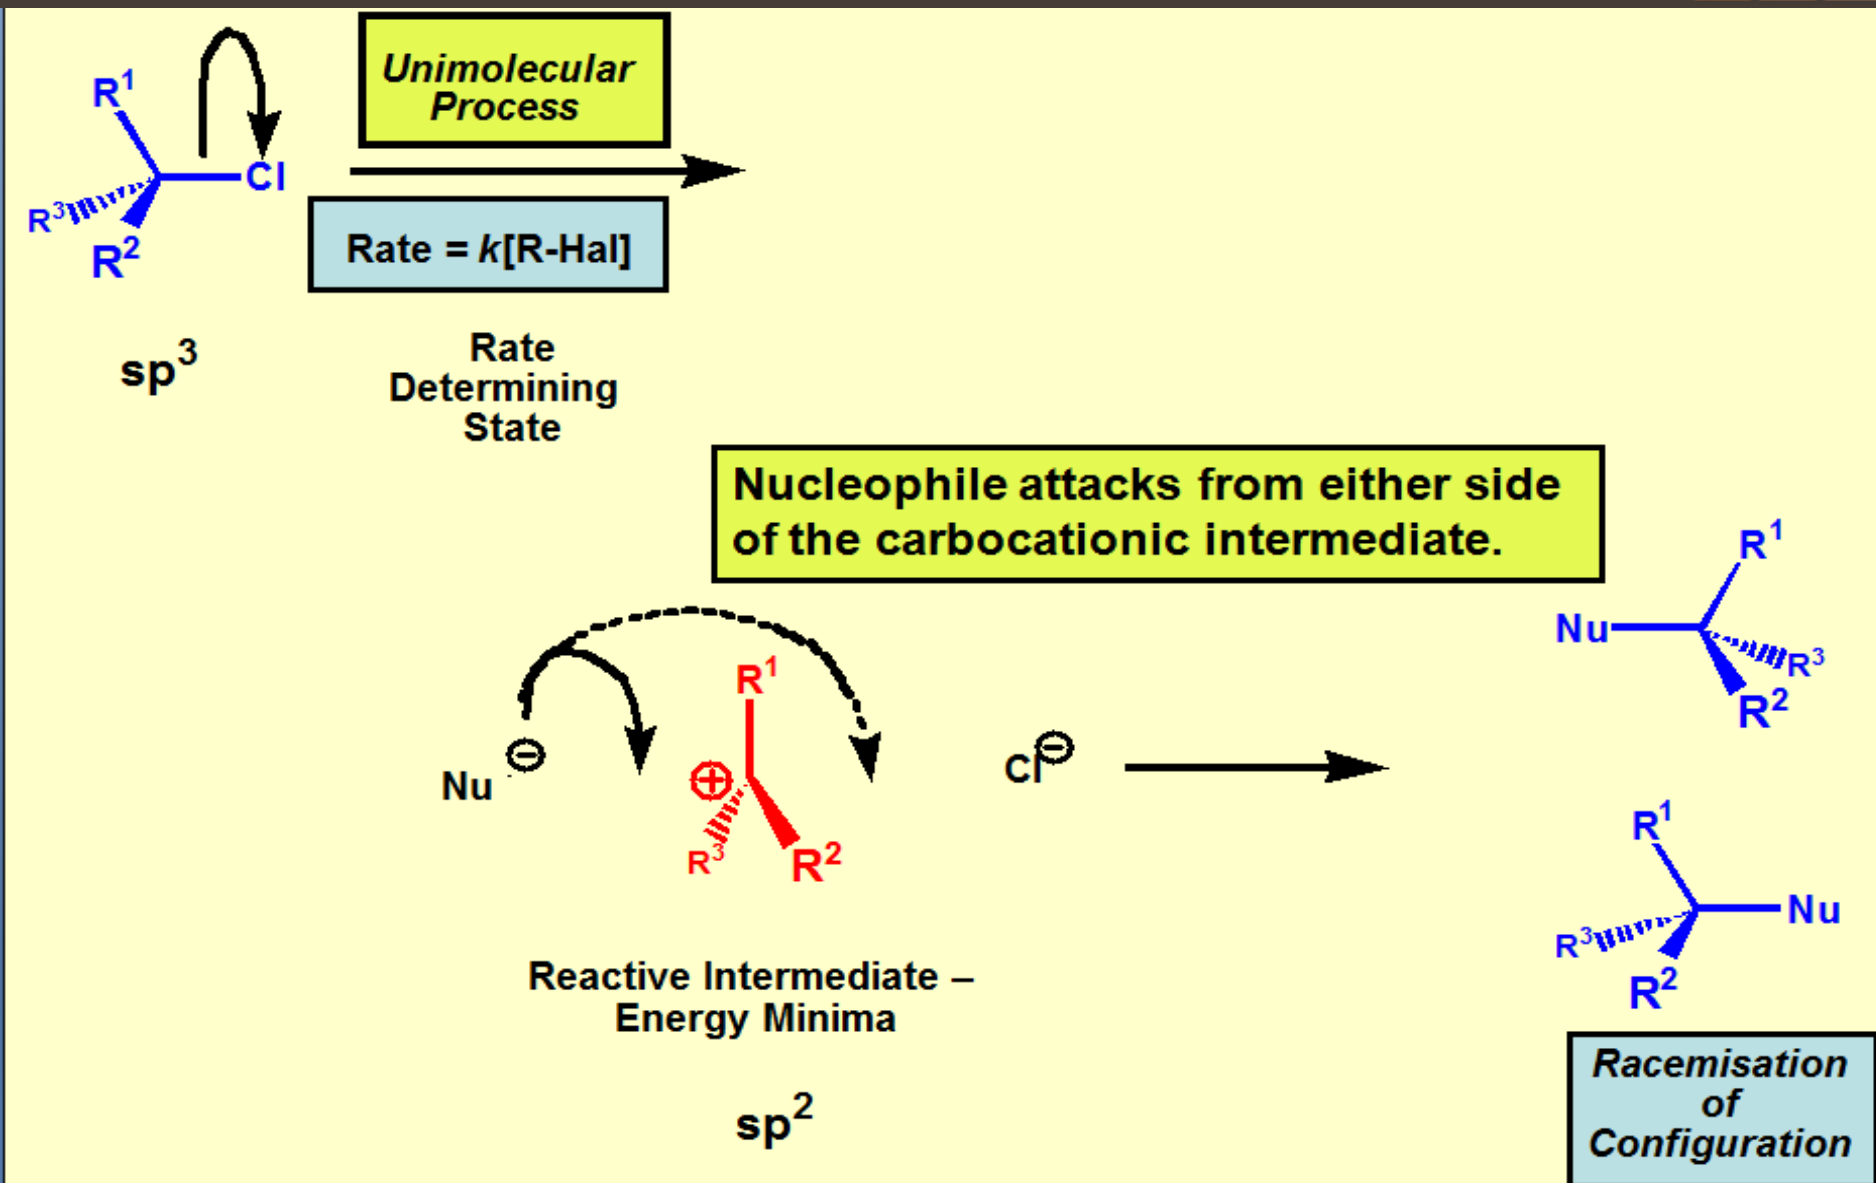 Unimolecular
Process
R¹
Cl
R³
R²
Rate = k[R-Hal]
sp³
Rate
Determining
State
Nucleophile attacks from either side
of the carbocationic intermediate.
R¹
Nu
R³
R²
Nu ⊖
R¹
⊕
R³
R²
Cl⊖
R¹
R³
Nu
R²
Reactive Intermediate –
Energy Minima
sp²
Racemisation
of
Configuration